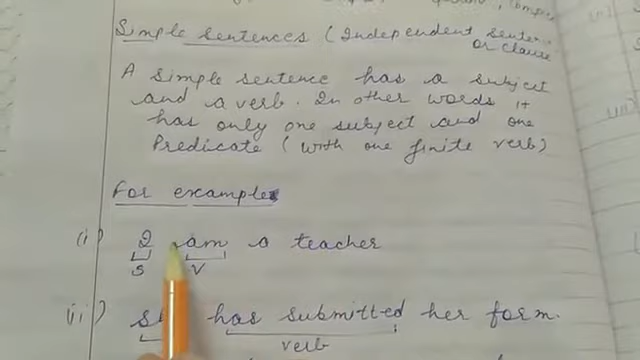 Simple sentences (Independent sentence
or clause
A simple sentence has a subject
and a verb. In other words it
has only one subject and one
Predicate (with one finite verb)
For examples
(i) I am a teacher
S V
(ii) has submitted her form.
verb